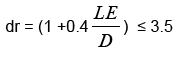 dr = (1 +0.4 LE/D ) ≤ 3.5